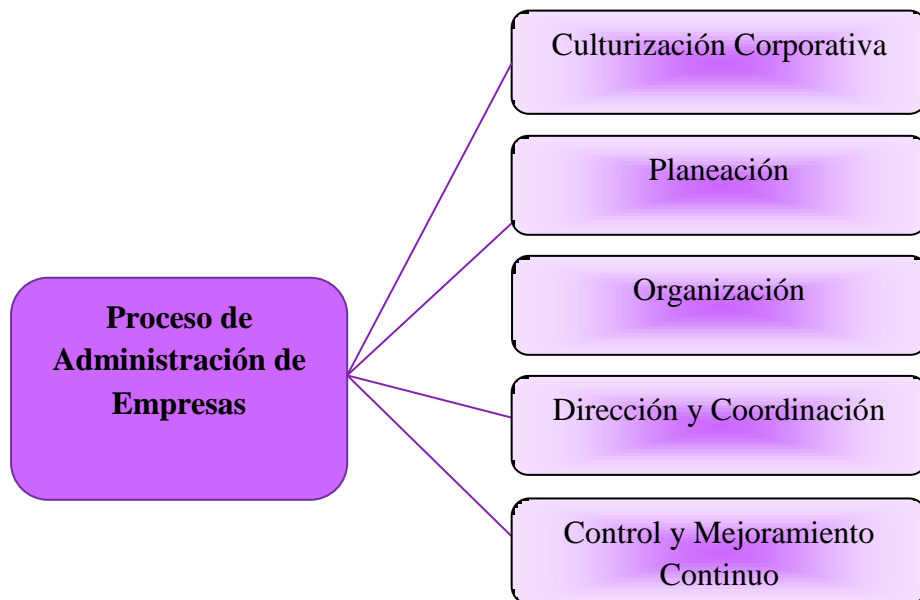 Culturización Corporativa
Planeación
Organización
Proceso de
Administración de
Empresas
Dirección y Coordinación
Control y Mejoramiento
Continuo